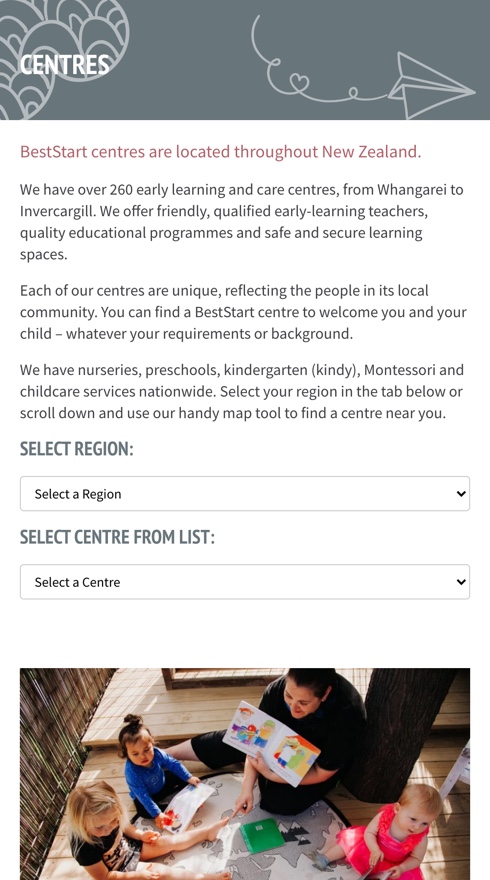 CENTRES
BestStart centres are located throughout New Zealand.
We have over 260 early learning and care centres, from Whangarei to
Invercargill. We offer friendly, qualified early-learning teachers,
quality educational programmes and safe and secure learning
spaces.
Each of our centres are unique, reflecting the people in its local
community. You can find a BestStart centre to welcome you and your
child – whatever your requirements or background.
We have nurseries, preschools, kindergarten (kindy), Montessori and
childcare services nationwide. Select your region in the tab below or
scroll down and use our handy map tool to find a centre near you.
SELECT REGION:
Select a Region
SELECT CENTRE FROM LIST:
Select a Centre